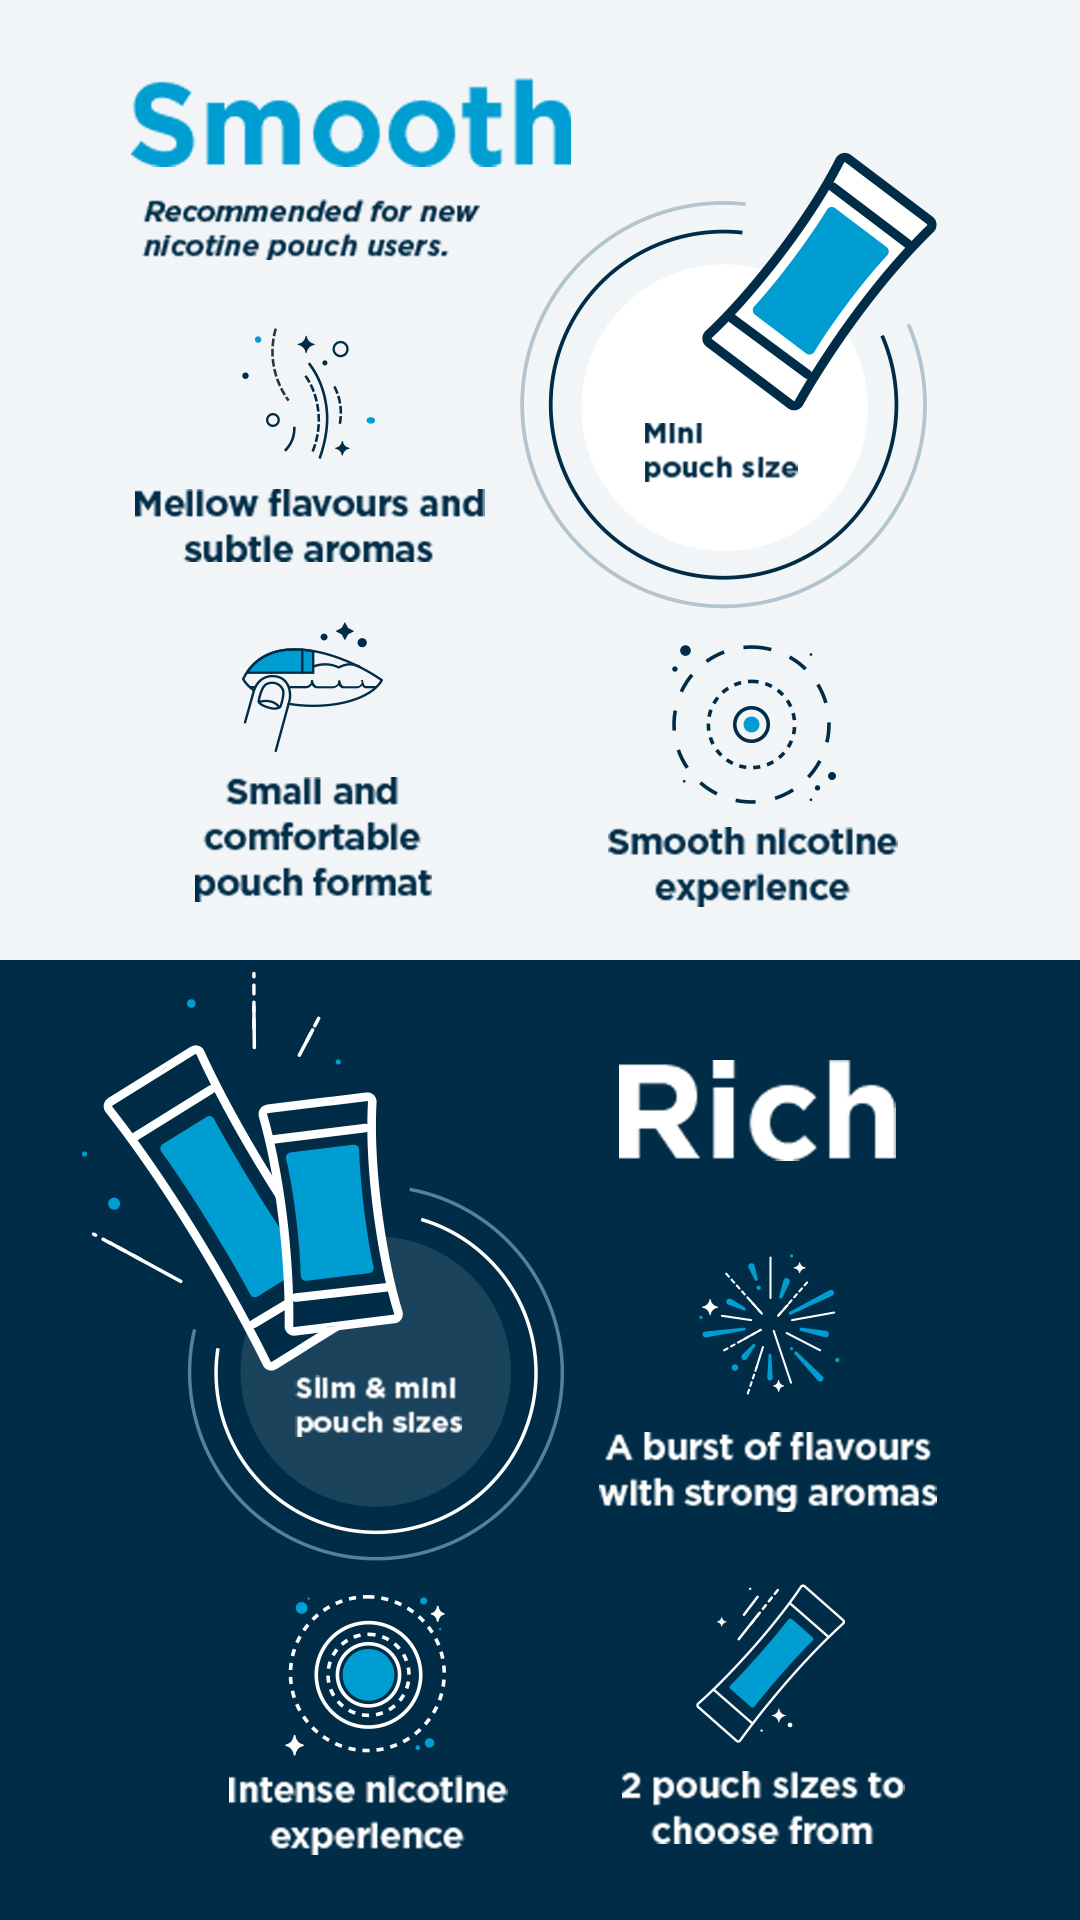 Smooth
Recommended for new
nicotine pouch users.
Mini
pouch size
Mellow flavours and
subtle aromas
Small and
comfortable
pouch format
Smooth nicotine
experience
Rich
Slim & mini
pouch sizes
A burst of flavours
with strong aromas
Intense nicotine
experience
2 pouch sizes to
choose from